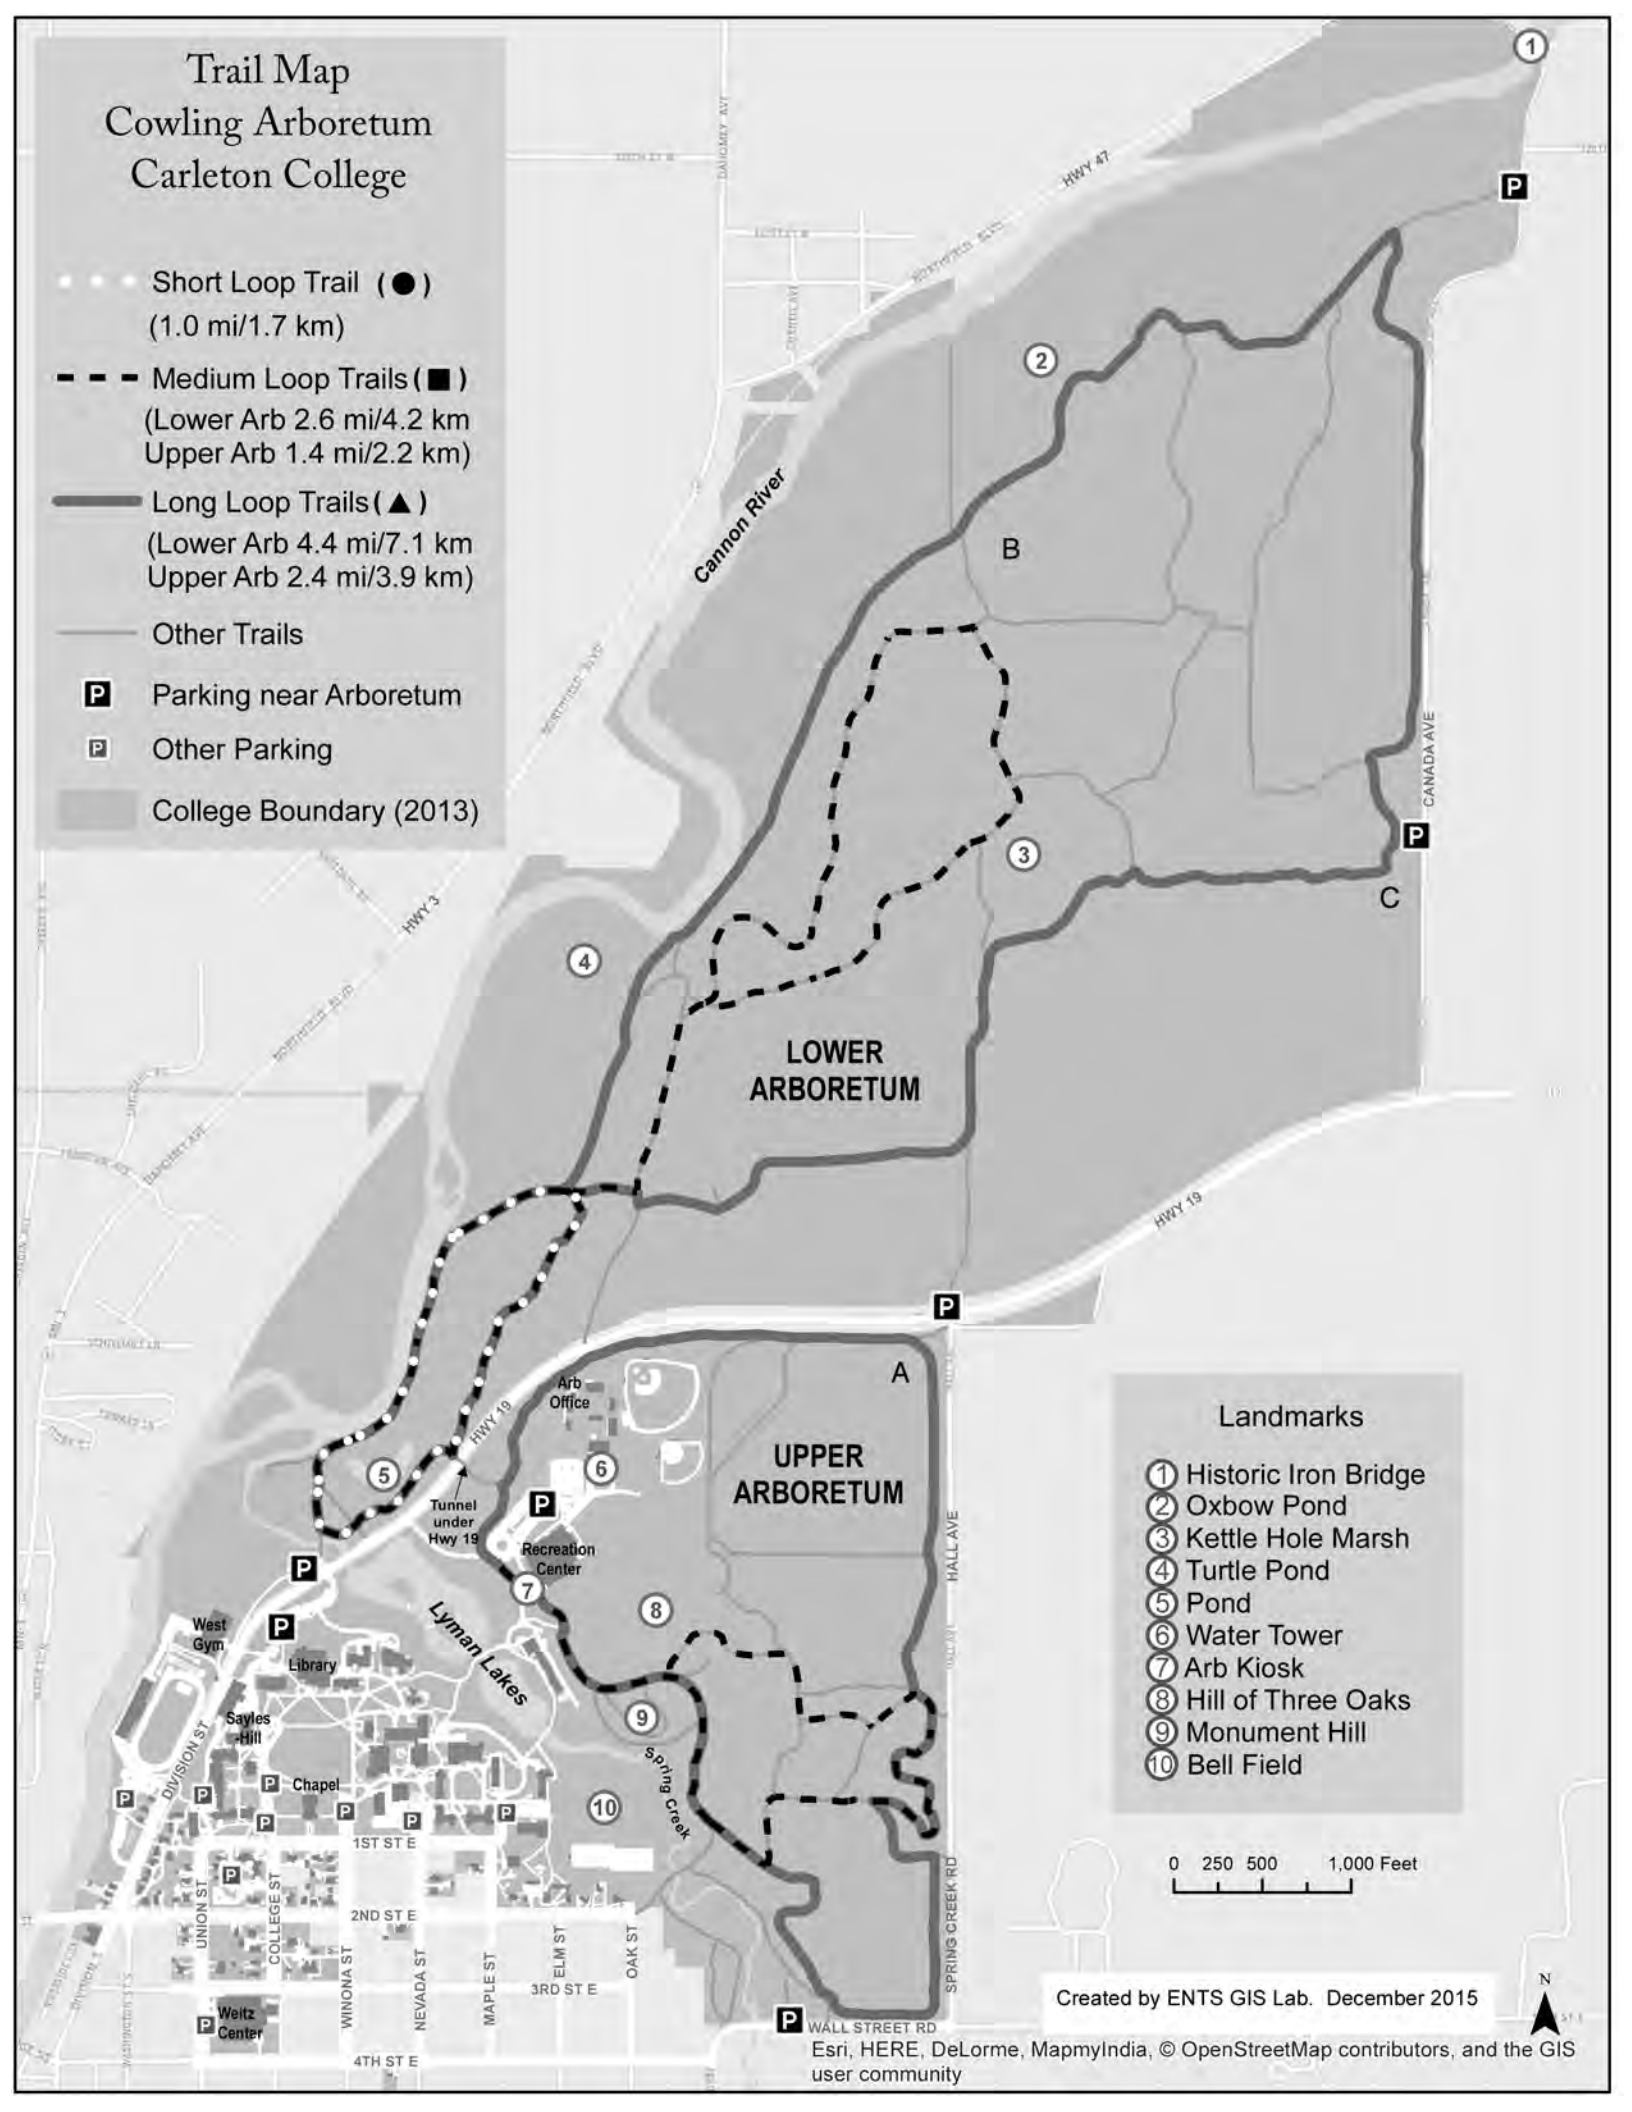 Trail Map
Cowling Arboretum
Carleton College
Short Loop Trail (●)
(1.0 mi/1.7 km)
Medium Loop Trails(■)
(Lower Arb 2.6 mi/4.2 km
Upper Arb 1.4 mi/2.2 km)
Long Loop Trails(▲)
(Lower Arb 4.4 mi/7.1 km
Upper Arb 2.4 mi/3.9 km)
Other Trails
P Parking near Arboretum
P Other Parking
College Boundary (2013)
1
P
DAHOMEY AVE
HWY 47
NORTHFIELD BLVD
2
Cannon River
B
NORTHFIELD BLVD
CANADA AVE
P
3
C
HWY 3
4
NORTHFIELD BLVD
LOWER
ARBORETUM
DAHOMET AVE
HWY 19
P
A
Arb
Office
HWY 19
UPPER
ARBORETUM
5
6
Tunnel
under
Hwy 19
P
Recreation
Center
HALL AVE
P
7
8
Lyman Lakes
West
Gym
P
Library
Sayles
-Hill
9
Spring Creek
DIVISION ST
Chapel
P
P
P
P
P
P
P
10
1ST ST E
P
UNION ST
COLLEGE ST
2ND ST E
WINONA ST
NEVADA ST
MAPLE ST
ELM ST
OAK ST
3RD ST E
SPRING CREEK RD
Weitz
Center
P
P
WALL STREET RD
4TH ST E
Landmarks
1 Historic Iron Bridge
2 Oxbow Pond
3 Kettle Hole Marsh
4 Turtle Pond
5 Pond
6 Water Tower
7 Arb Kiosk
8 Hill of Three Oaks
9 Monument Hill
10 Bell Field
0 250 500 1,000 Feet
N
Created by ENTS GIS Lab. December 2015
Esri, HERE, DeLorme, MapmyIndia, © OpenStreetMap contributors, and the GIS
user community